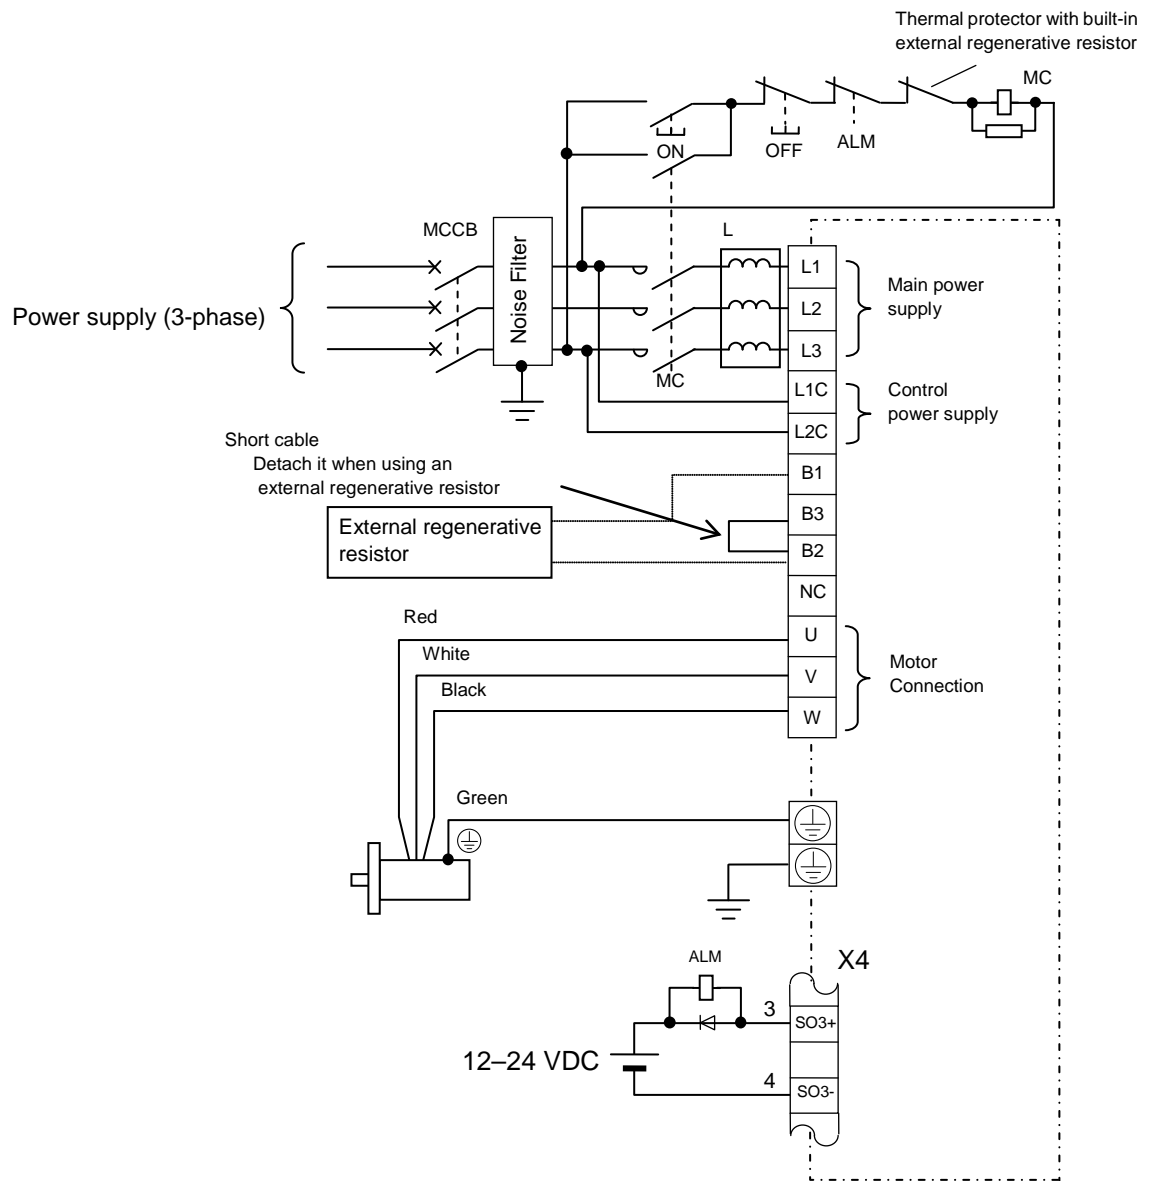 Thermal protector with built-in
external regenerative resistor
MC
ON
OFF
ALM
MCCB
Noise Filter
L
Power supply (3-phase)
L1
L2
L3
Main power
supply
MC
L1C
L2C
Control
power supply
Short cable
Detach it when using an
external regenerative resistor
B1
B3
B2
External regenerative
resistor
NC
Red
White
Black
U
V
W
Motor
Connection
Green
X4
ALM
3
SO3+
12–24 VDC
4
SO3-